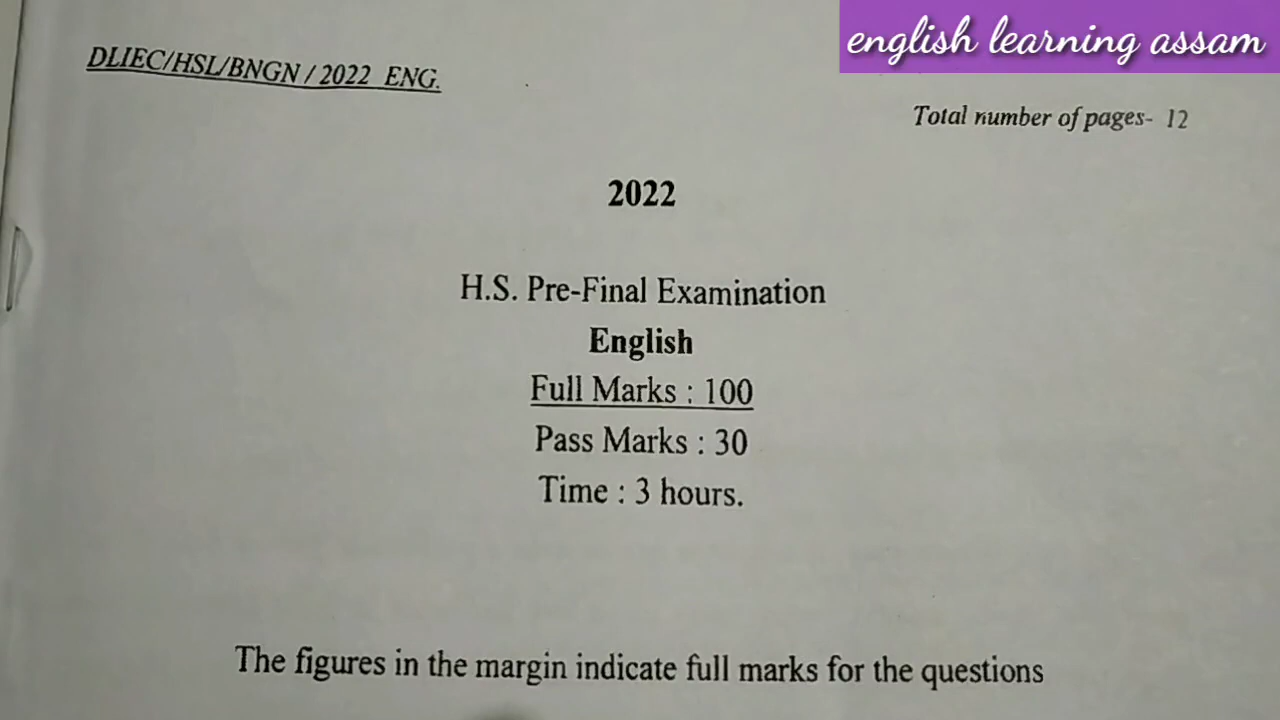 english learning assam
DLIEC/HSL/BNGN / 2022 ENG.
Total number of pages- 12
2022
H.S. Pre-Final Examination
English
Full Marks : 100
Pass Marks : 30
Time : 3 hours.
The figures in the margin indicate full marks for the questions